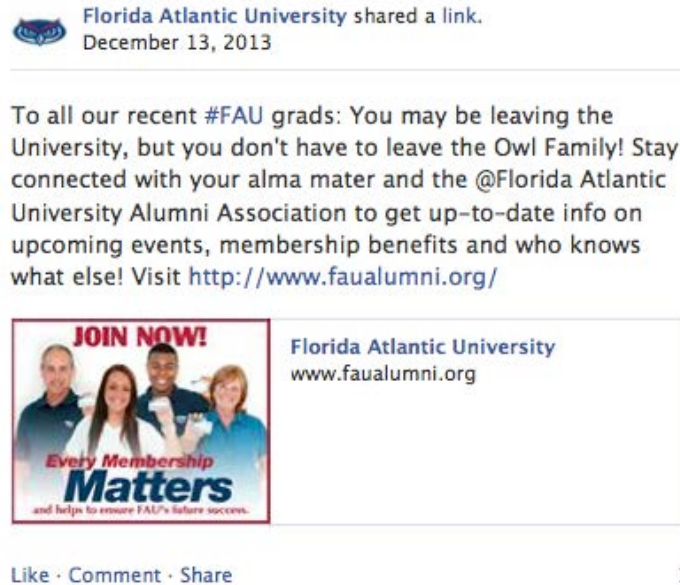 Florida Atlantic University shared a link.
December 13, 2013
To all our recent #FAU grads: You may be leaving the
University, but you don't have to leave the Owl Family! Stay
connected with your alma mater and the @Florida Atlantic
University Alumni Association to get up-to-date info on
upcoming events, membership benefits and who knows
what else! Visit http://www.faualumni.org/
JOIN NOW!
Every Membership
Matters
and helps to ensure FAU's future success.
Florida Atlantic University
www.faualumni.org
Like · Comment · Share